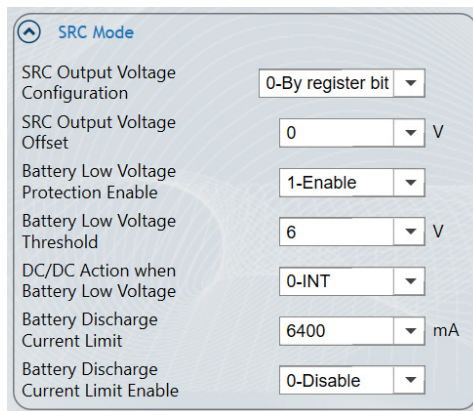 SRC Mode
SRC Output Voltage
Configuration
0-By register bit
SRC Output Voltage
Offset
0
V
Battery Low Voltage
Protection Enable
1-Enable
Battery Low Voltage
Threshold
6
V
DC/DC Action when
Battery Low Voltage
0-INT
Battery Discharge
Current Limit
6400
mA
Battery Discharge
Current Limit Enable
0-Disable